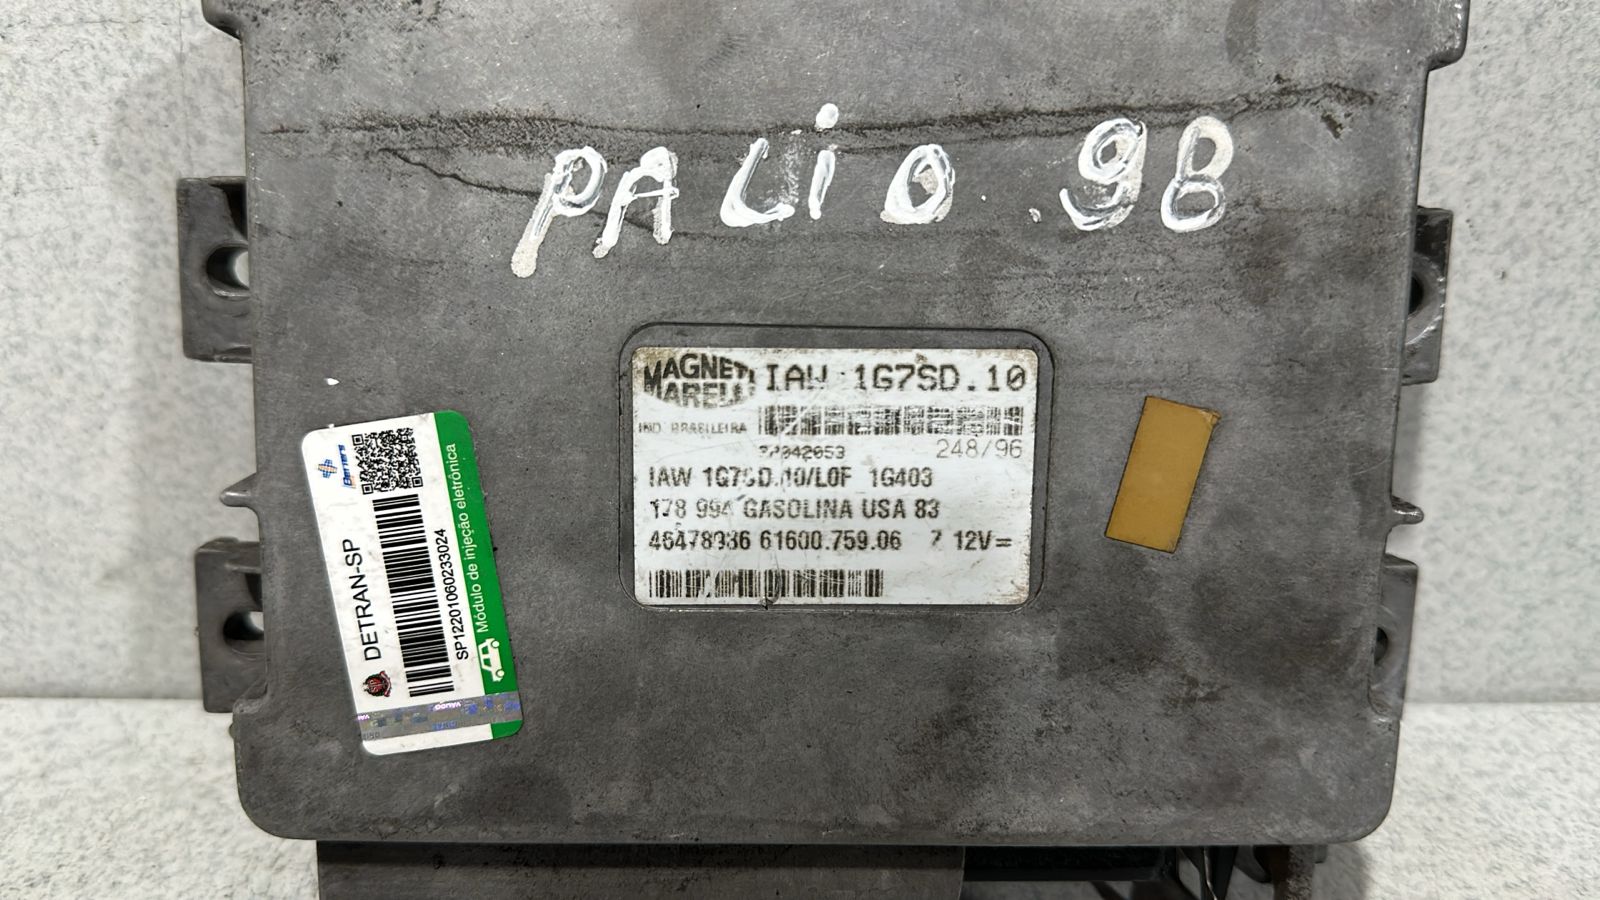 PALiO 98
MAGNETI MARELLI
IAW 1G7SD.10
IND. BRASILEIRA
248/96
IAW 1G7SD.10/L0F 1G403
178 994 GASOLINA USA 83
61600.759.06 7 12V=
DETRAN-SP
SP12201060233024
Módulo de injeção eletrônica